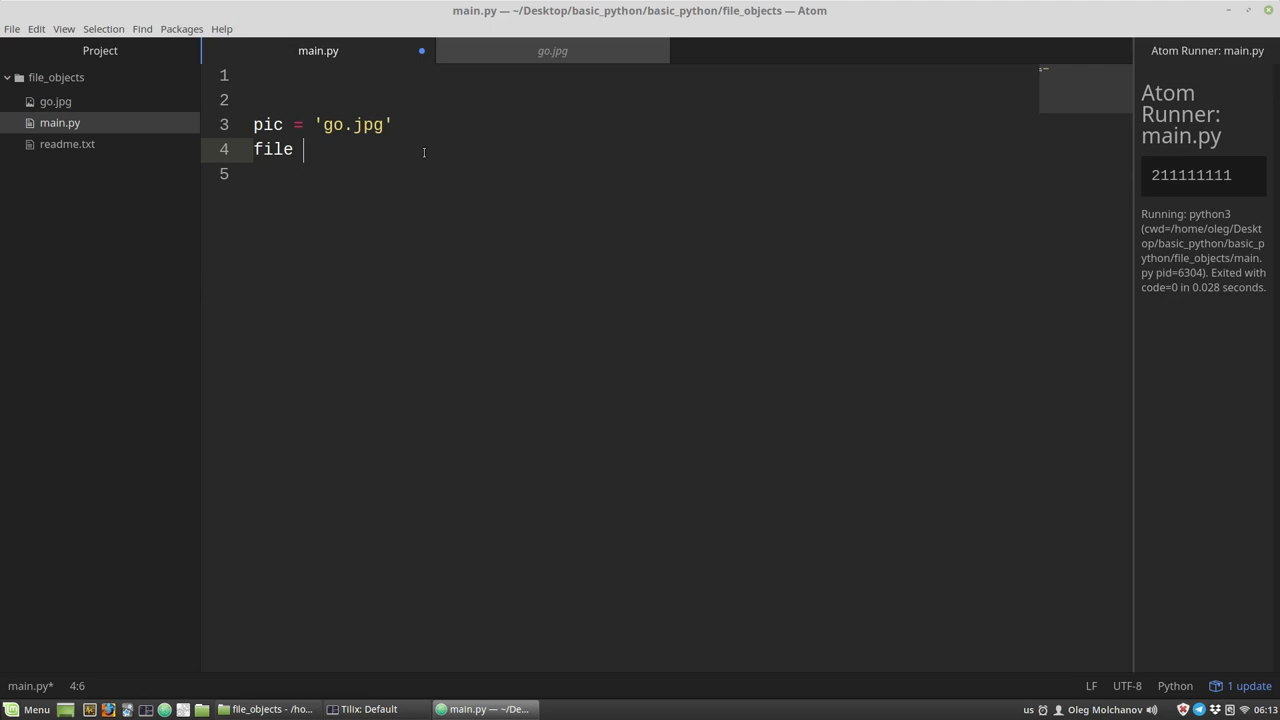 main.py — ~/Desktop/basic_python/basic_python/file_objects — Atom
File Edit View Selection Find Packages Help
Project
main.py
go.jpg
Atom Runner: main.py
file_objects
go.jpg
main.py
readme.txt
1
2
3 pic = 'go.jpg'
4 file
5
Atom
Runner:
main.py
211111111
Running: python3
(cwd=/home/oleg/Deskt
op/basic_python/basic_p
ython/file_objects/main.
py pid=6304). Exited with
code=0 in 0.028 seconds.
main.py* 4:6
LF UTF-8 Python 1 update
Menu file_objects - /ho... Tilix: Default main.py — ~/De... us Oleg Molchanov 06:13